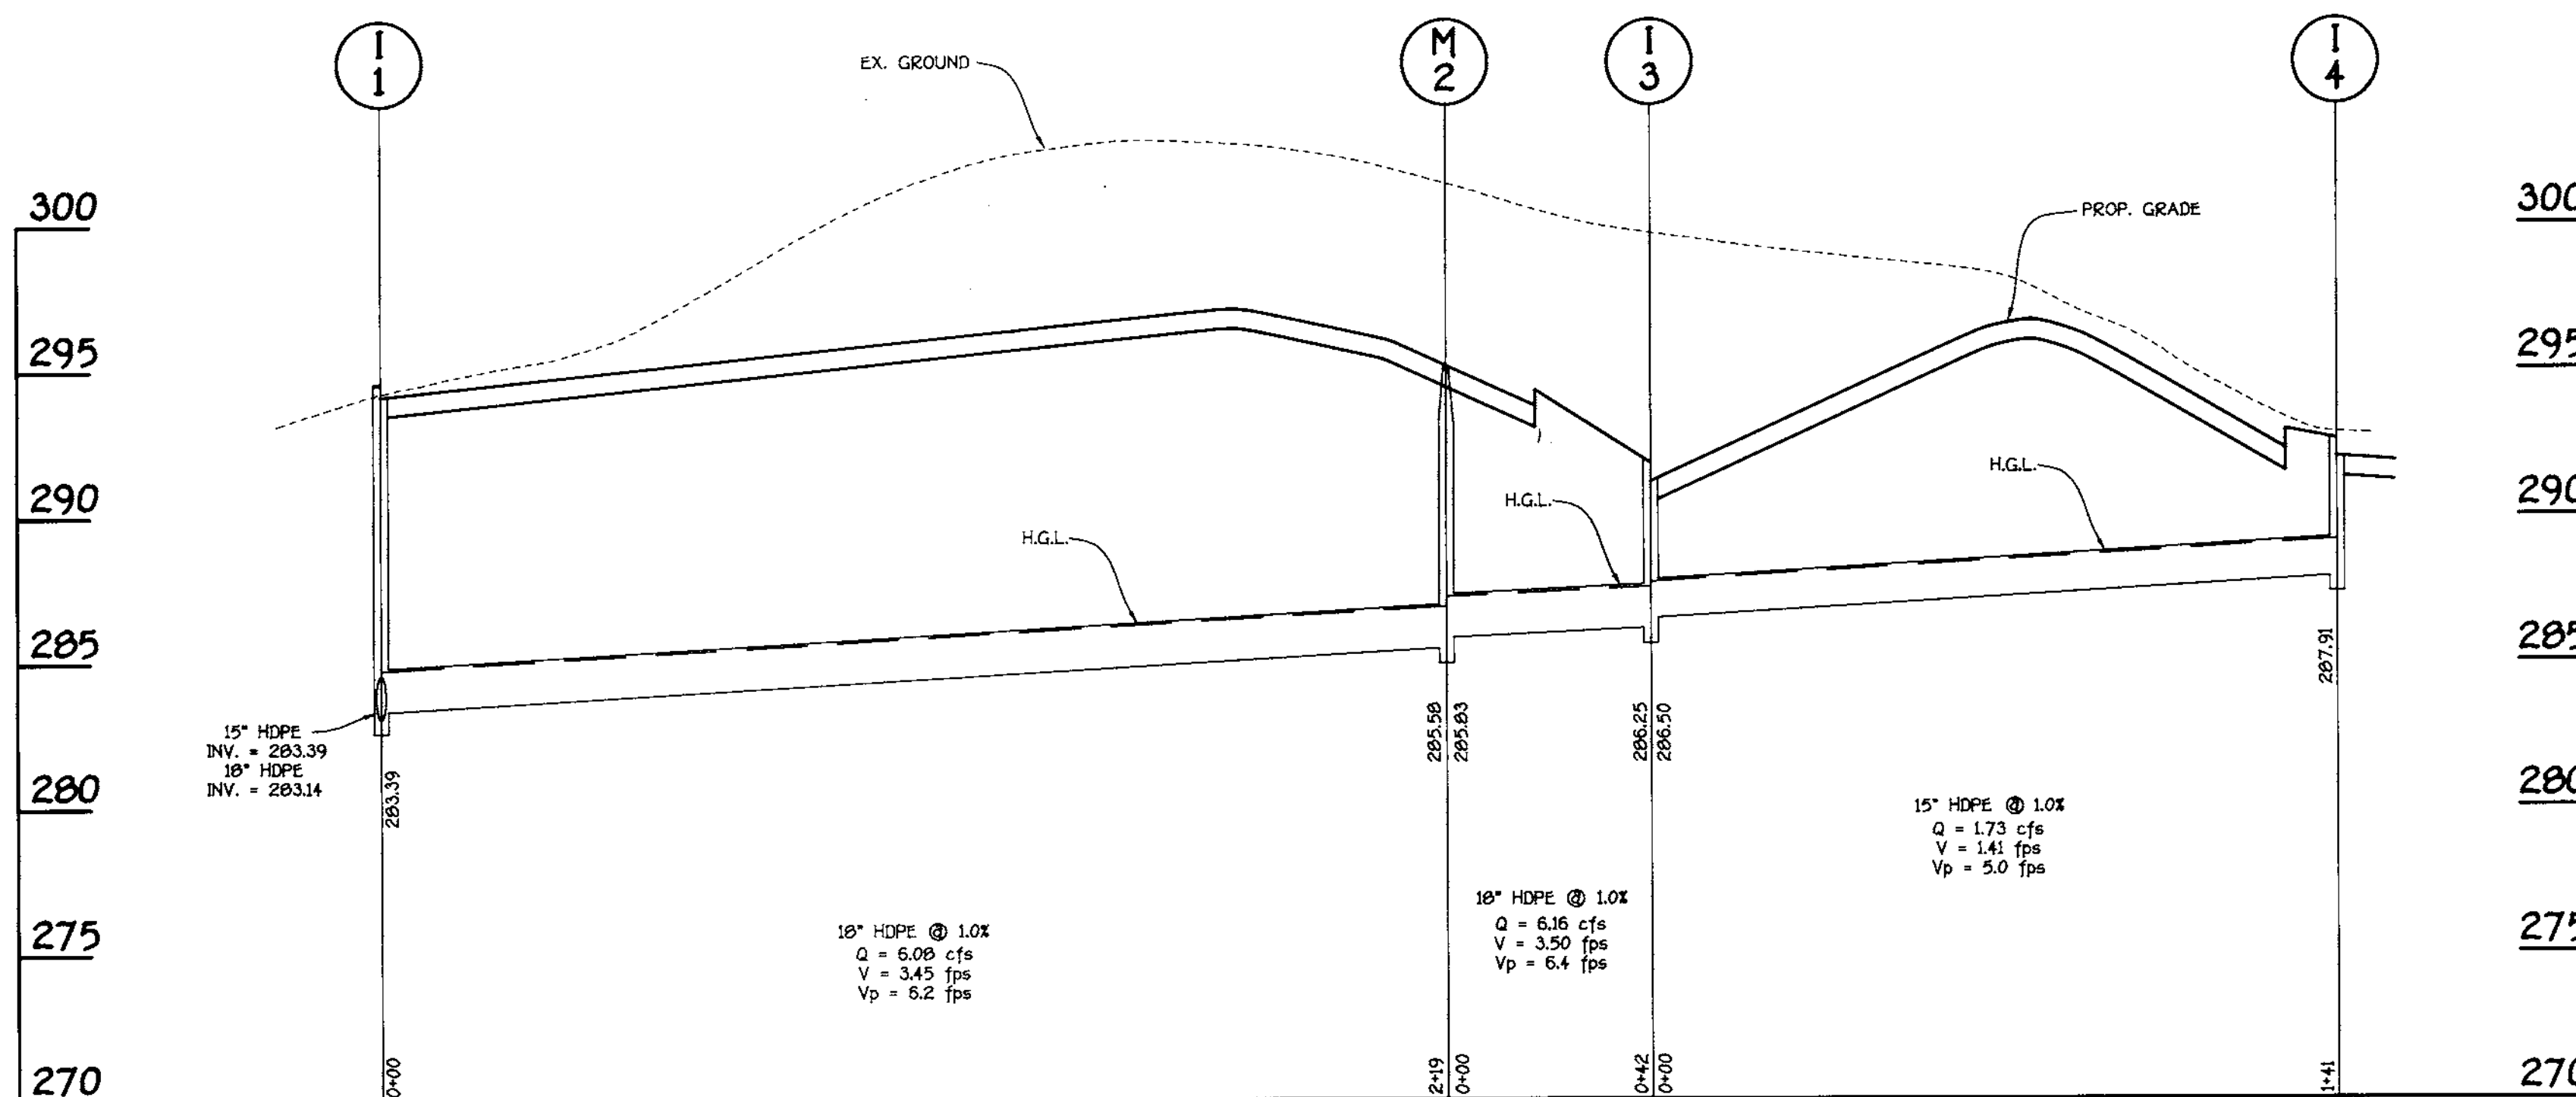 I
1
M
2
I
3
I
4
EX. GROUND
PROP. GRADE
300
300
295
295
290
290
285
285
280
280
275
275
270
270
H.G.L.
H.G.L.
H.G.L.
15" HDPE
INV. = 283.39
18" HDPE
INV. = 283.14
283.39
285.58
285.83
286.25
286.50
287.91
18" HDPE @ 1.0%
Q = 6.08 cfs
V = 3.45 fps
Vp = 6.2 fps
18" HDPE @ 1.0%
Q = 6.16 cfs
V = 3.50 fps
Vp = 6.4 fps
15" HDPE @ 1.0%
Q = 1.73 cfs
V = 1.41 fps
Vp = 5.0 fps
0+00
2+19
0+00
0+42
0+00
1+41